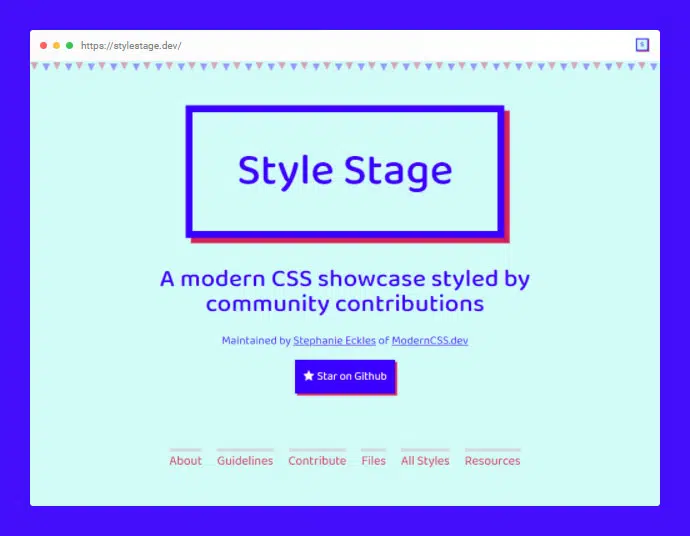 https://stylestage.dev/
S
Style Stage
A modern CSS showcase styled by
community contributions
Maintained by Stephanie Eckles of ModernCSS.dev
Star on Github
About Guidelines Contribute Files All Styles Resources